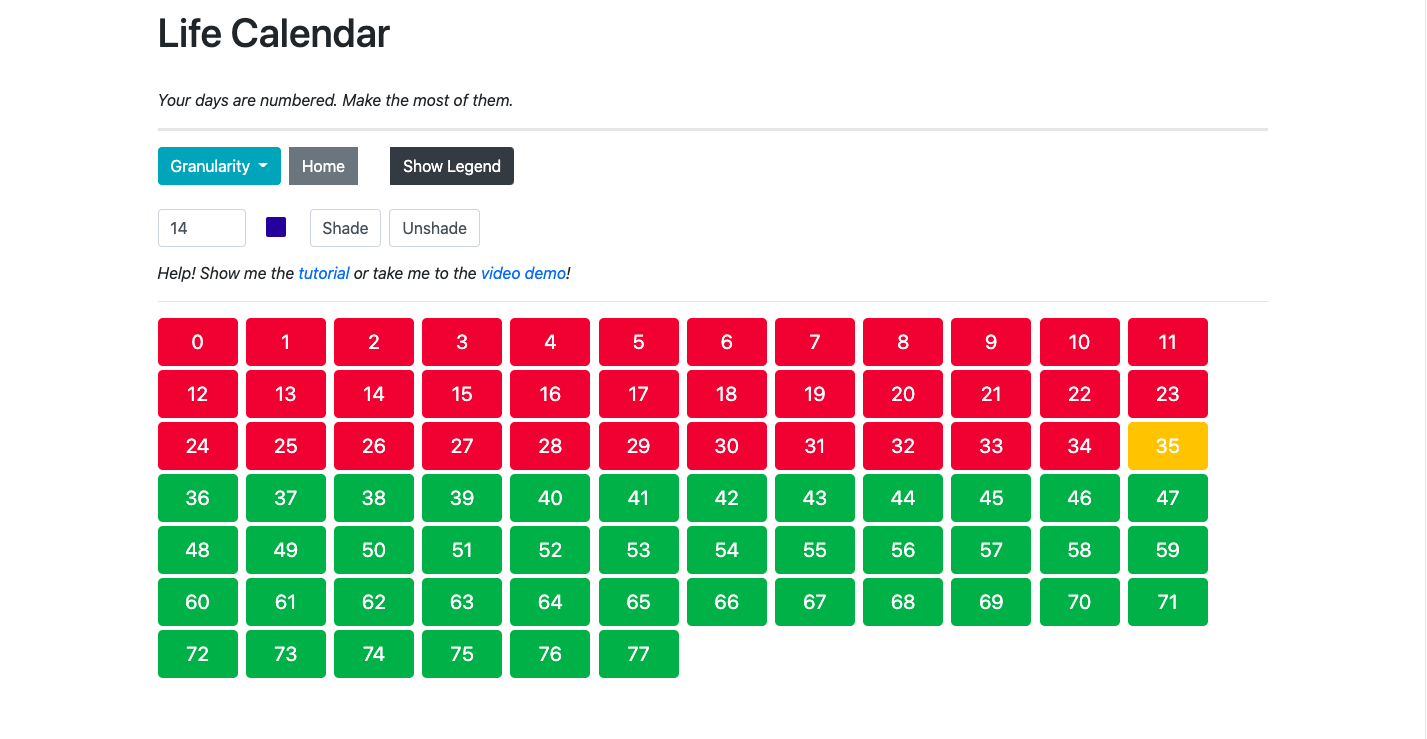 Life Calendar
Your days are numbered. Make the most of them.
Granularity Home Show Legend
14 Shade Unshade
Help! Show me the tutorial or take me to the video demo!
0 1 2 3 4 5 6 7 8 9 10 11
12 13 14 15 16 17 18 19 20 21 22 23
24 25 26 27 28 29 30 31 32 33 34 35
36 37 38 39 40 41 42 43 44 45 46 47
48 49 50 51 52 53 54 55 56 57 58 59
60 61 62 63 64 65 66 67 68 69 70 71
72 73 74 75 76 77